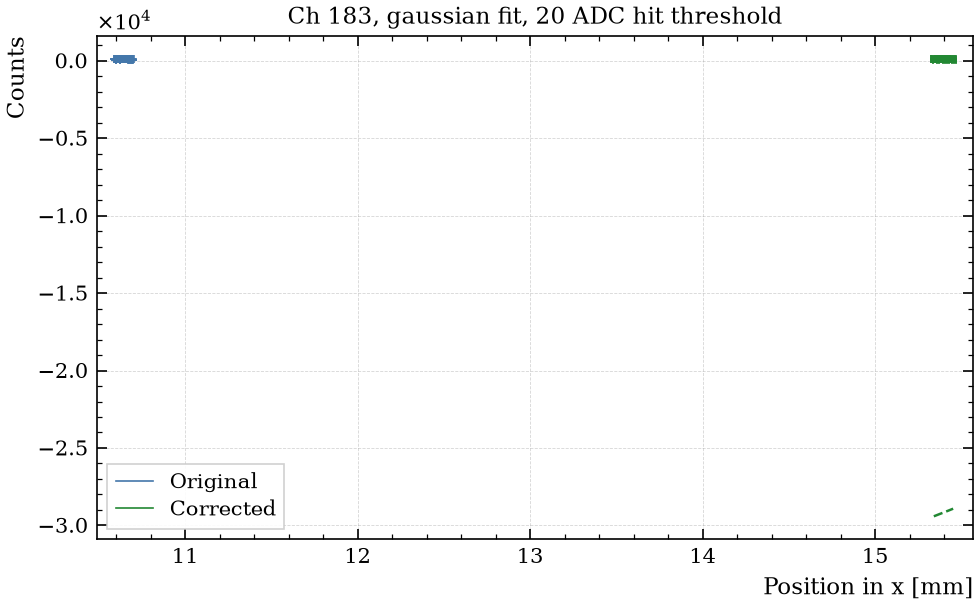 Ch 183, gaussian fit, 20 ADC hit threshold
×10⁴
Counts
0.0
−0.5
−1.0
−1.5
−2.0
−2.5
−3.0
Original
Corrected
11 12 13 14 15
Position in x [mm]